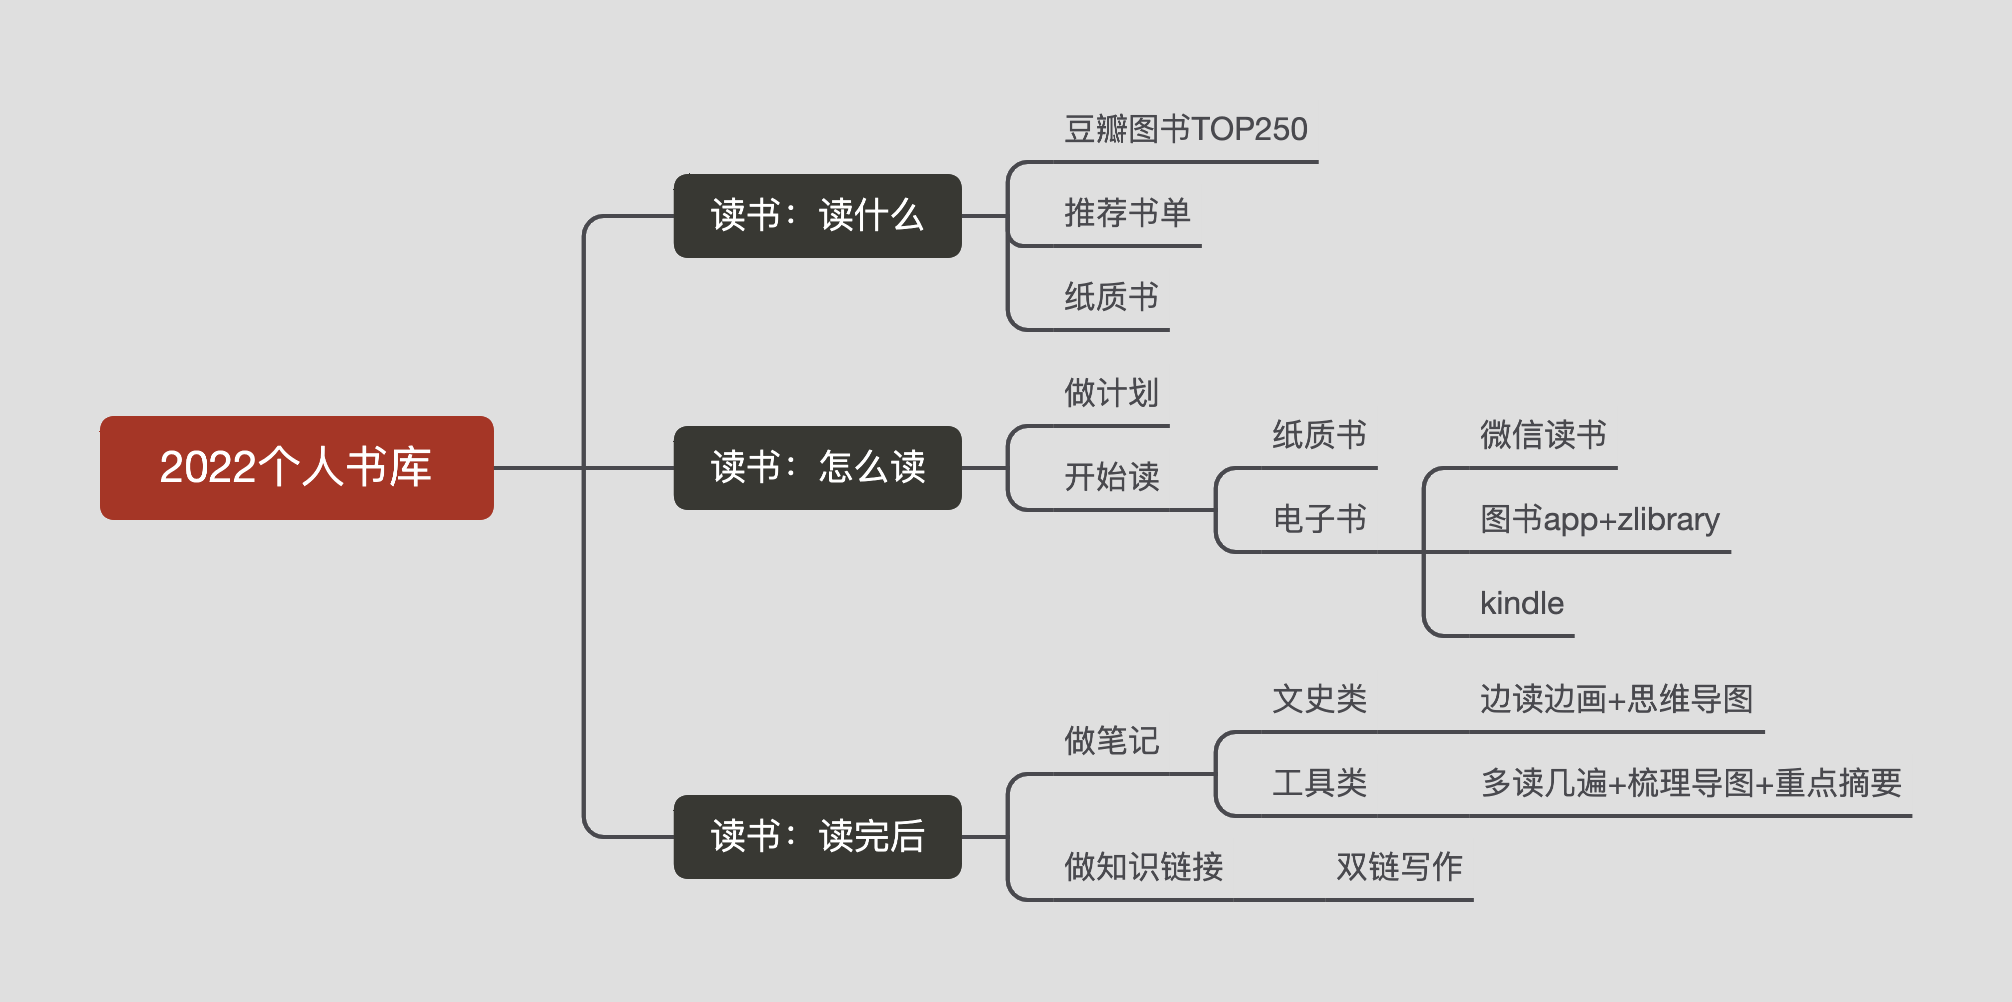 2022个人书库
读书：读什么
豆瓣图书TOP250
推荐书单
纸质书
读书：怎么读
做计划
开始读
纸质书
电子书
微信读书
图书app+zlibrary
kindle
读书：读完后
做笔记
文史类
边读边画+思维导图
工具类
多读几遍+梳理导图+重点摘要
做知识链接
双链写作